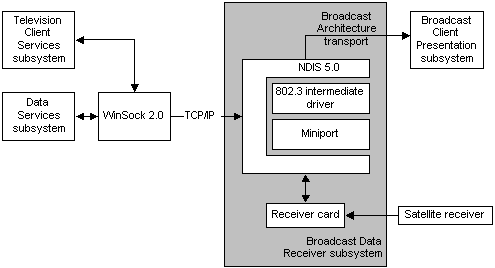 Television
Client
Services
subsystem
Data
Services
subsystem
WinSock 2.0
TCP/IP
Broadcast
Architecture
transport
NDIS 5.0
802.3 intermediate
driver
Miniport
Receiver card
Broadcast Data
Receiver subsystem
Broadcast
Client
Presentation
subsystem
Satellite receiver